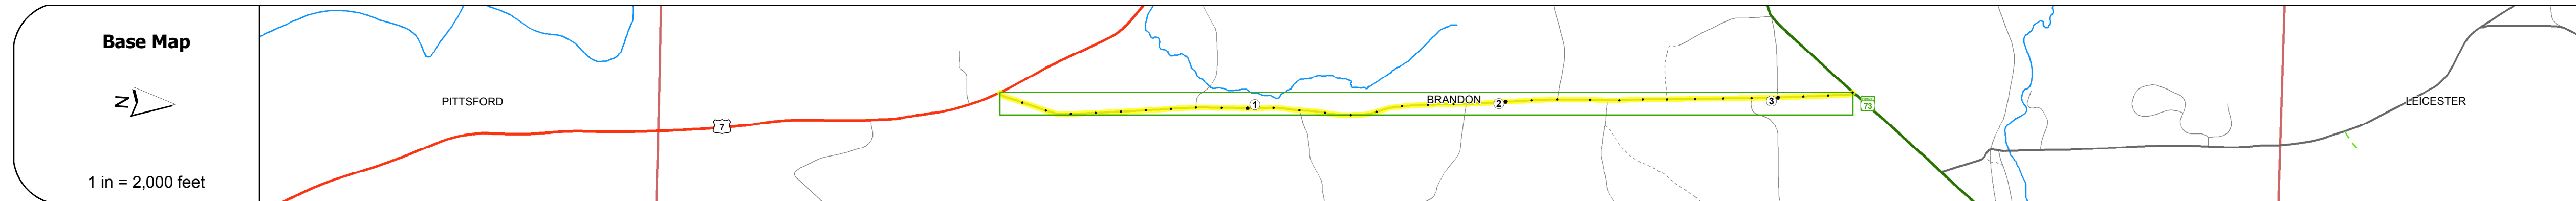 Base Map
N
1 in = 2,000 feet
PITTSFORD
7
1
BRANDON
2
3
73
LEICESTER